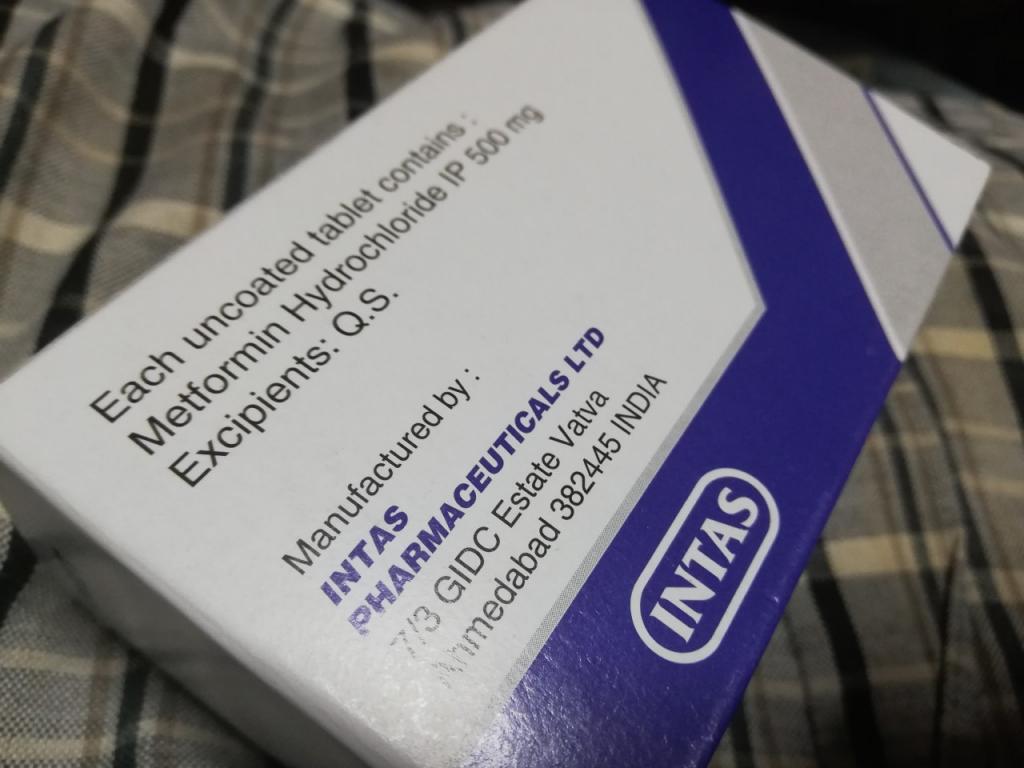 Each uncoated tablet contains :
Metformin Hydrochloride IP 500 mg
Excipients: Q.S.
Manufactured by :
INTAS
PHARMACEUTICALS LTD
7/3 GIDC Estate Vatva
Ahmedabad 382445 INDIA
INTAS